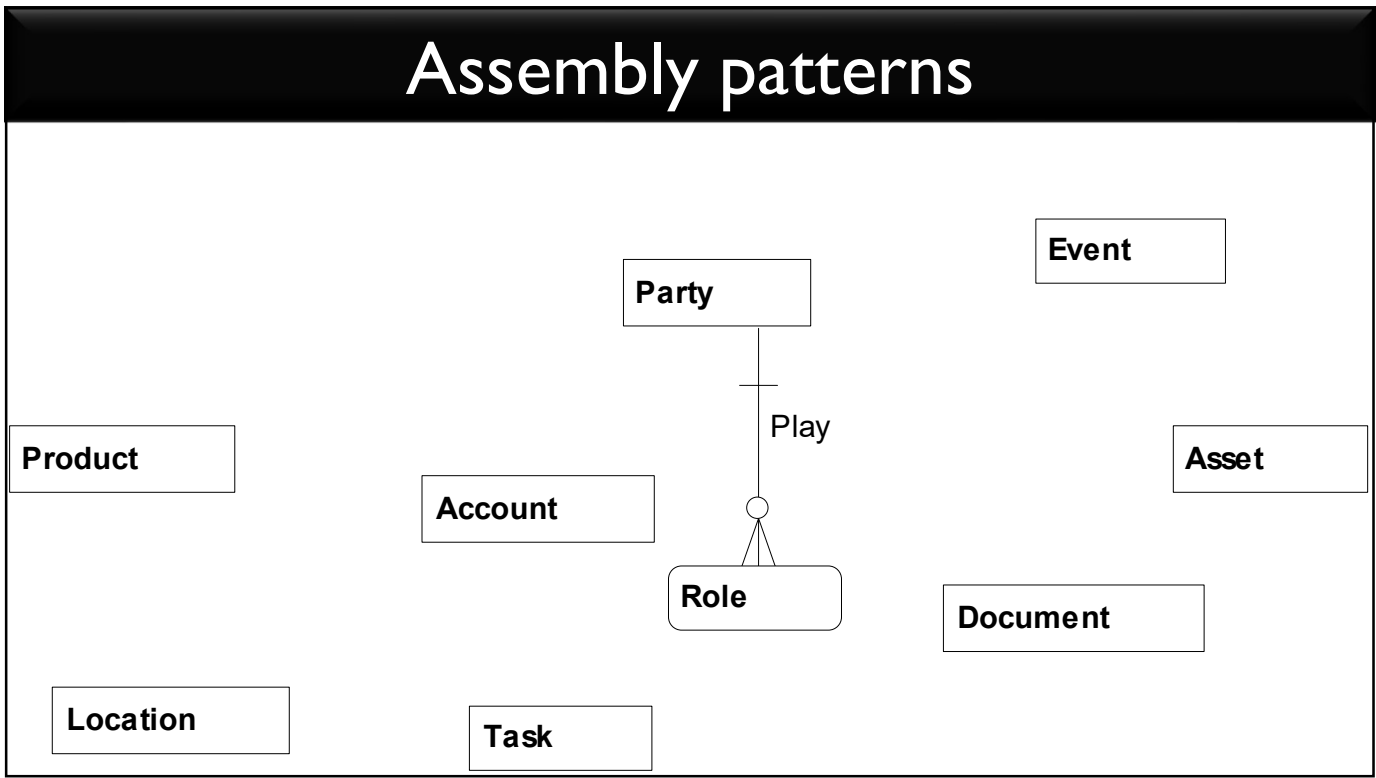 Assembly patterns
Event
Party
Play
Product
Asset
Account
Role
Document
Location
Task